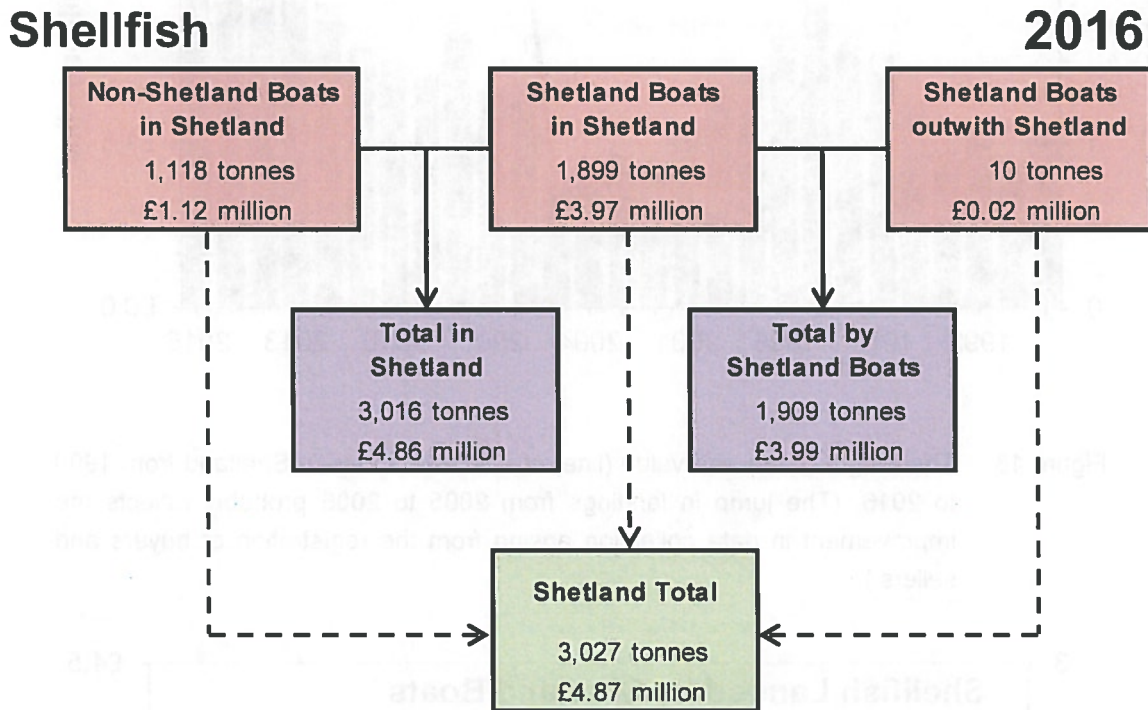 Shellfish
2016
Non-Shetland Boats
in Shetland
1,118 tonnes
£1.12 million
Shetland Boats
in Shetland
1,899 tonnes
£3.97 million
Shetland Boats
outwith Shetland
10 tonnes
£0.02 million
Total in
Shetland
3,016 tonnes
£4.86 million
Total by
Shetland Boats
1,909 tonnes
£3.99 million
Shetland Total
3,027 tonnes
£4.87 million